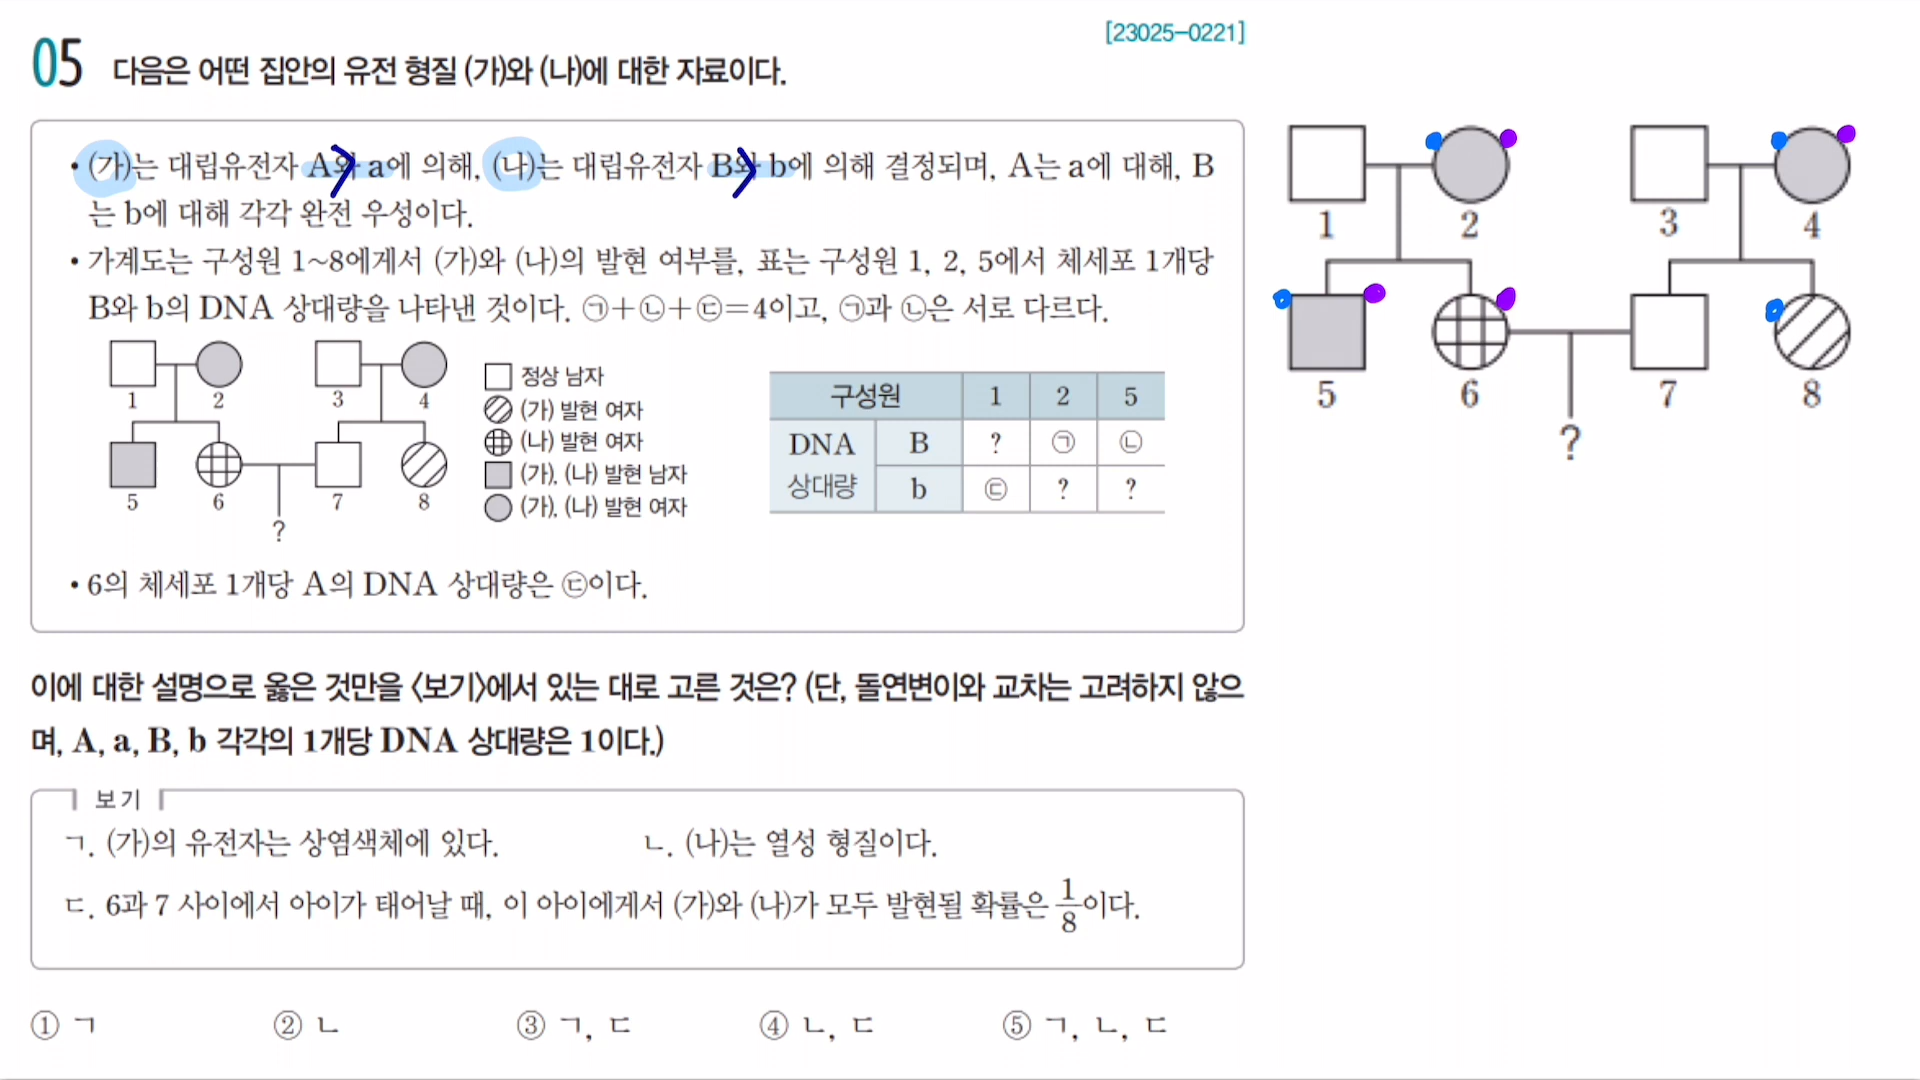 [23025-0221]
05 다음은 어떤 집안의 유전 형질 (가)와 (나)에 대한 자료이다.
• (가)는 대립유전자 A와 a에 의해, (나)는 대립유전자 B와 b에 의해 결정되며, A는 a에 대해, B
는 b에 대해 각각 완전 우성이다.
• 가계도는 구성원 1~8에게서 (가)와 (나)의 발현 여부를, 표는 구성원 1, 2, 5에서 체세포 1개당
B와 b의 DNA 상대량을 나타낸 것이다. ㉠+㉡+㉢=4이고, ㉠과 ㉡은 서로 다르다.
1 2 3 4
5 6 7 8
?
정상 남자
(가) 발현 여자
(나) 발현 여자
(가), (나) 발현 남자
(가), (나) 발현 여자
구성원 1 2 5
DNA 상대량 B ? ㉠ ㉡
b ㉢ ? ?
• 6의 체세포 1개당 A의 DNA 상대량은 ㉢이다.
이에 대한 설명으로 옳은 것만을 <보기>에서 있는 대로 고른 것은? (단, 돌연변이와 교차는 고려하지 않으
며, A, a, B, b 각각의 1개당 DNA 상대량은 1이다.)
보기
ㄱ. (가)의 유전자는 상염색체에 있다. ㄴ. (나)는 열성 형질이다.
ㄷ. 6과 7 사이에서 아이가 태어날 때, 이 아이에게서 (가)와 (나)가 모두 발현될 확률은 1/8이다.
① ㄱ ② ㄴ ③ ㄱ, ㄷ ④ ㄴ, ㄷ ⑤ ㄱ, ㄴ, ㄷ
1 2 3 4
5 6 7 8
?